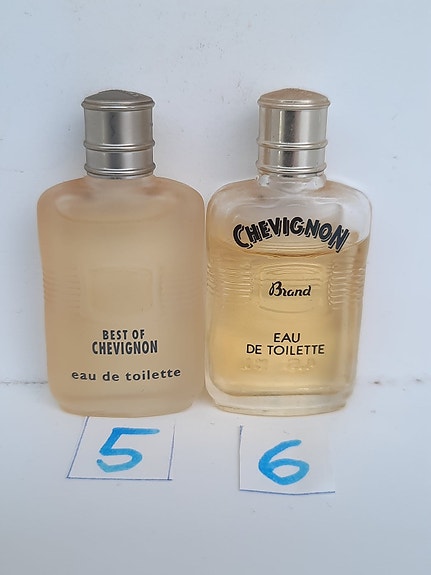 BEST OF
CHEVIGNON
eau de toilette
CHEVIGNON
Brand
EAU
DE TOILETTE
5
6